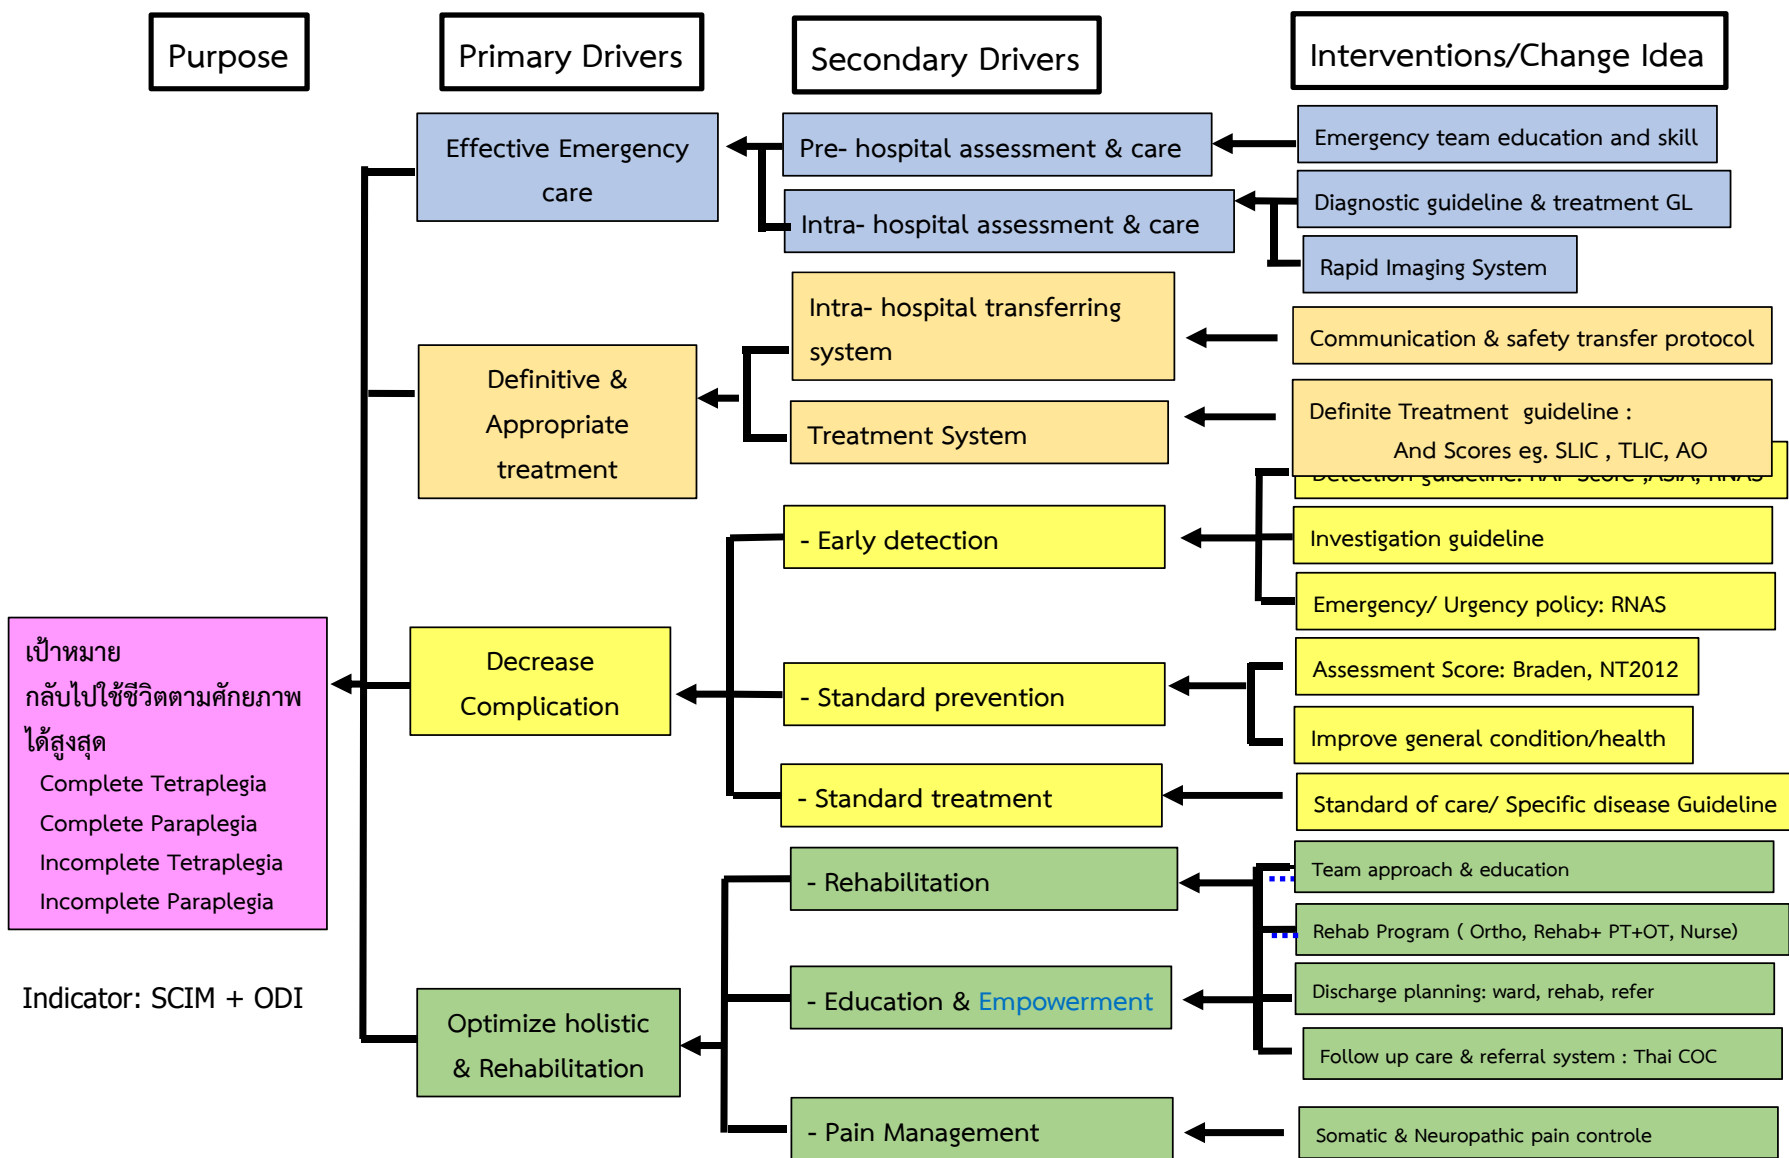 Purpose
Primary Drivers
Secondary Drivers
Interventions/Change Idea
Effective Emergency
care
Pre- hospital assessment & care
Intra- hospital assessment & care
Emergency team education and skill
Diagnostic guideline & treatment GL
Rapid Imaging System
Definitive &
Appropriate
treatment
Intra- hospital transferring
system
Treatment System
Communication & safety transfer protocol
Definite Treatment guideline :
And Scores eg. SLIC , TLIC, AO
Detection guideline: RAP Score ,ASIA, RNAS
Decrease
Complication
- Early detection
- Standard prevention
- Standard treatment
Investigation guideline
Emergency/ Urgency policy: RNAS
Assessment Score: Braden, NT2012
Improve general condition/health
Standard of care/ Specific disease Guideline
เป้าหมาย
กลับไปใช้ชีวิตตามศักยภาพ
ได้สูงสุด
Complete Tetraplegia
Complete Paraplegia
Incomplete Tetraplegia
Incomplete Paraplegia
Indicator: SCIM + ODI
Optimize holistic
& Rehabilitation
- Rehabilitation
- Education & Empowerment
- Pain Management
Team approach & education
Rehab Program ( Ortho, Rehab+ PT+OT, Nurse)
Discharge planning: ward, rehab, refer
Follow up care & referral system : Thai COC
Somatic & Neuropathic pain controle